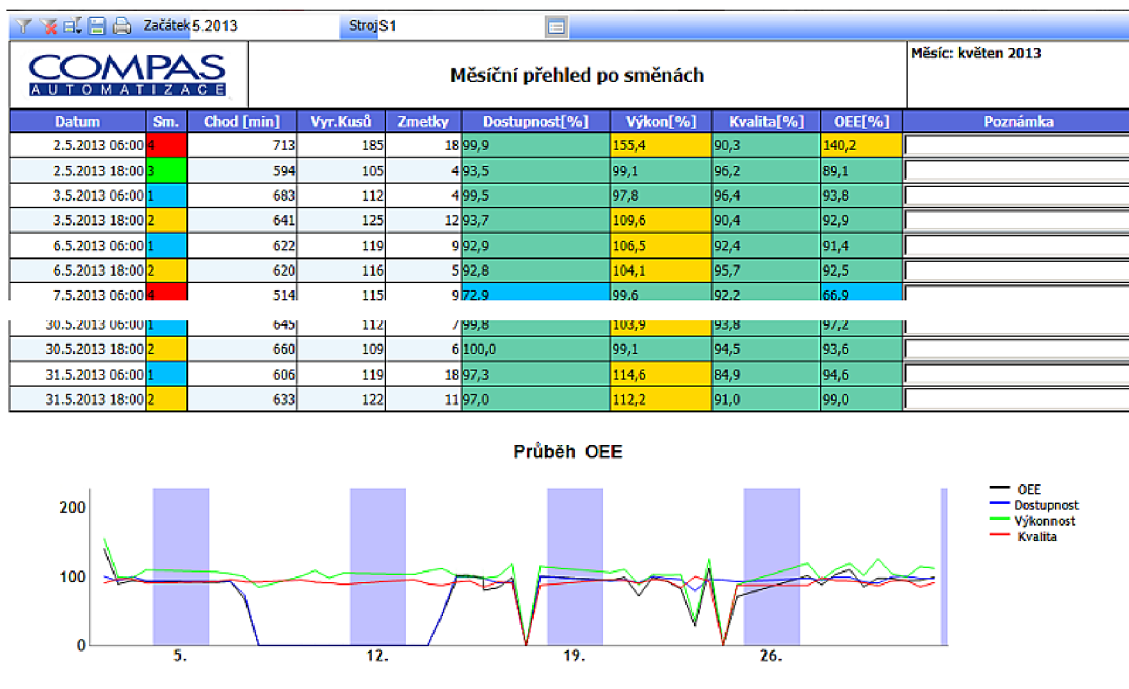 Začátek 5.2013 Stroj S1
COMPAS
AUTOMATIZACE
Měsíční přehled po směnách
Měsíc: květen 2013
Datum Sm. Chod [min] Vyr.Kusů Zmetky Dostupnost[%] Výkon[%] Kvalita[%] OEE[%] Poznámka
2.5.2013 06:00 4 713 185 18 99,9 155,4 90,3 140,2
2.5.2013 18:00 3 594 105 4 93,5 99,1 96,2 89,1
3.5.2013 06:00 1 683 112 4 99,5 97,8 96,4 93,8
3.5.2013 18:00 2 641 125 12 93,7 109,6 90,4 92,9
6.5.2013 06:00 1 622 119 9 92,9 106,5 92,4 91,4
6.5.2013 18:00 2 620 116 5 92,8 104,1 95,7 92,5
7.5.2013 06:00 4 514 115 9 72,9 99,6 92,2 66,9
30.5.2013 06:00 1 645 112 7 99,8 103,9 93,8 97,2
30.5.2013 18:00 2 660 109 6 100,0 99,1 94,5 93,6
31.5.2013 06:00 1 606 119 18 97,3 114,6 84,9 94,6
31.5.2013 18:00 2 633 122 11 97,0 112,2 91,0 99,0
Průběh OEE
OEE
Dostupnost
Výkonnost
Kvalita
200
100
0
5. 12. 19. 26.